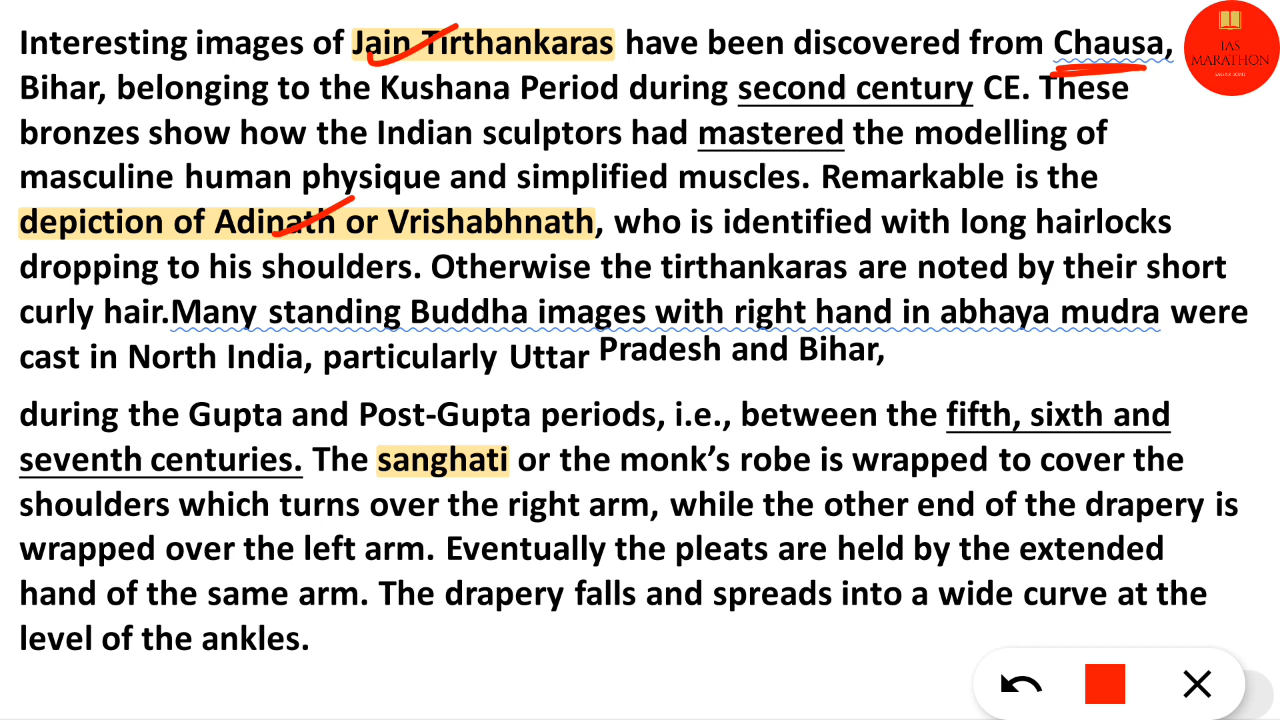 Interesting images of Jain Tirthankaras have been discovered from Chausa,
IAS
MARATHON
Bihar, belonging to the Kushana Period during second century CE. These
bronzes show how the Indian sculptors had mastered the modelling of
masculine human physique and simplified muscles. Remarkable is the
depiction of Adinath or Vrishabhnath, who is identified with long hairlocks
dropping to his shoulders. Otherwise the tirthankaras are noted by their short
curly hair.Many standing Buddha images with right hand in abhaya mudra were
cast in North India, particularly Uttar Pradesh and Bihar,
during the Gupta and Post-Gupta periods, i.e., between the fifth, sixth and
seventh centuries. The sanghati or the monk’s robe is wrapped to cover the
shoulders which turns over the right arm, while the other end of the drapery is
wrapped over the left arm. Eventually the pleats are held by the extended
hand of the same arm. The drapery falls and spreads into a wide curve at the
level of the ankles.